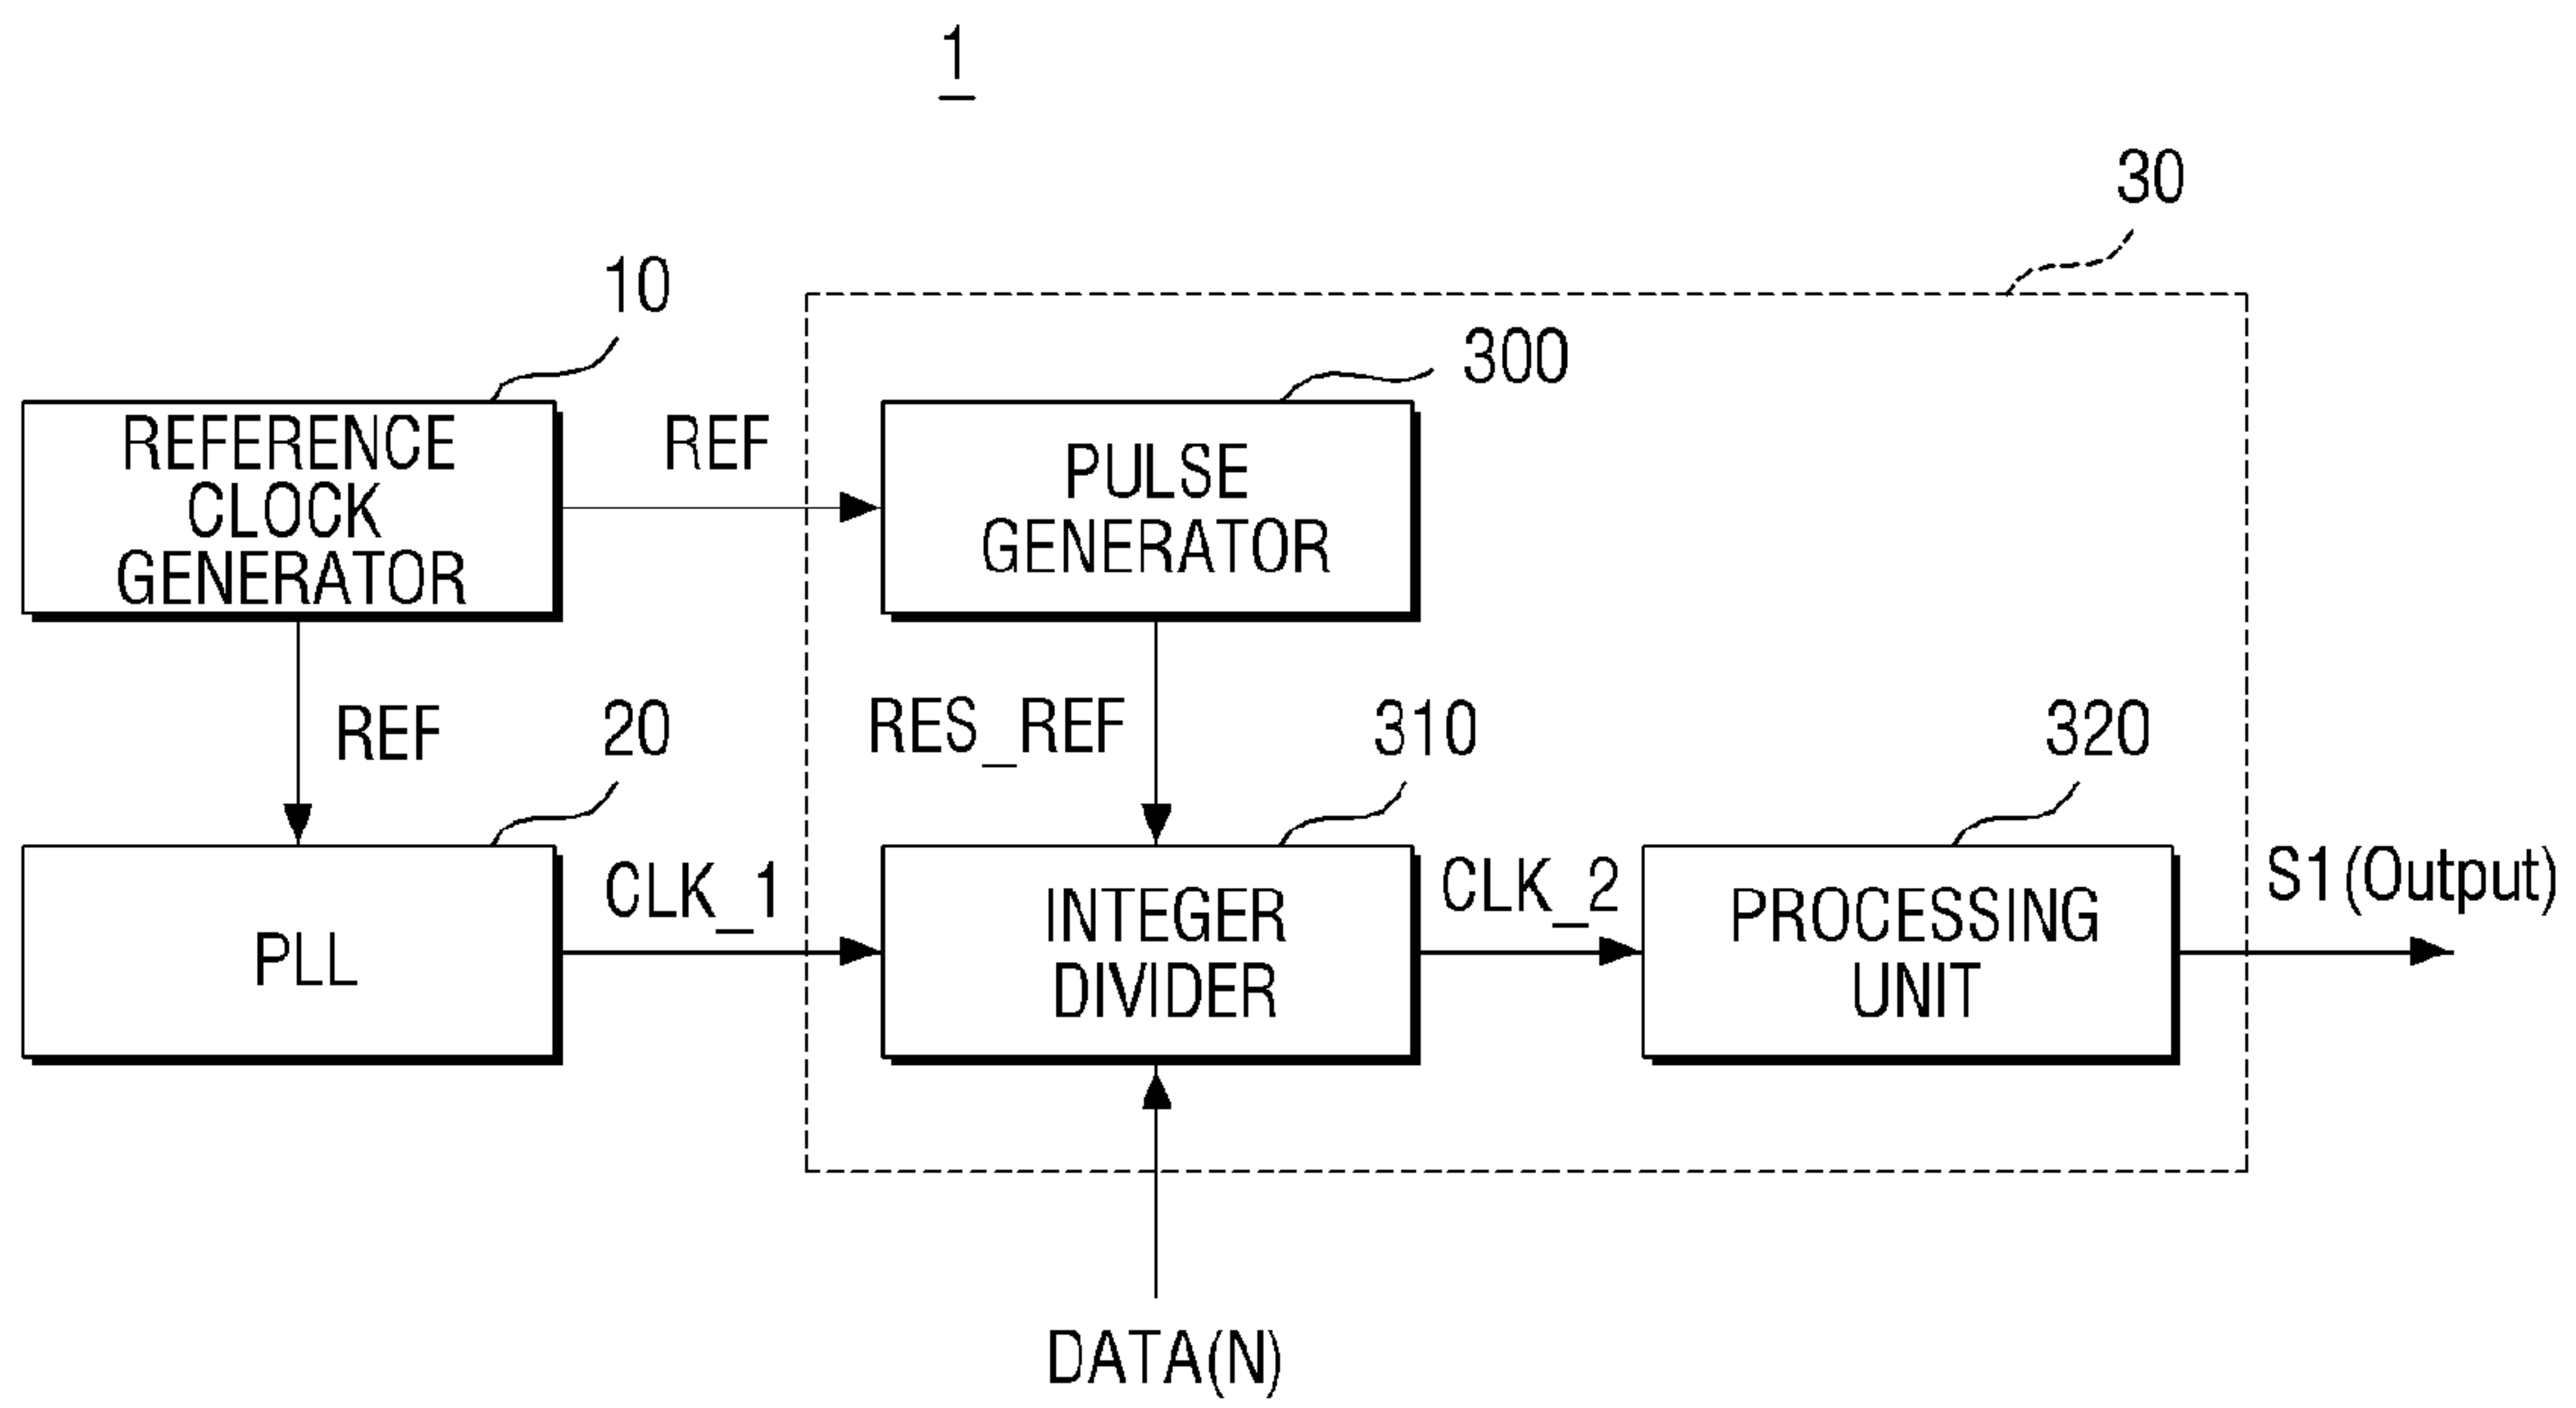 1
30
10
300
REFERENCE
CLOCK
GENERATOR
REF
PULSE
GENERATOR
REF
20
RES_REF
310
320
PLL
CLK_1
INTEGER
DIVIDER
CLK_2
PROCESSING
UNIT
S1(Output)
DATA(N)